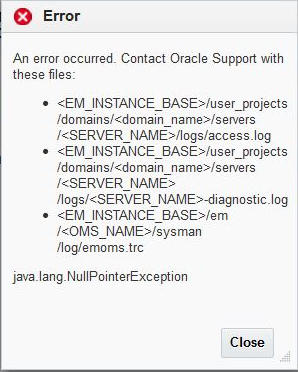 Error
An error occurred. Contact Oracle Support with
these files:
• <EM_INSTANCE_BASE>/user_projects
/domains/<domain_name>/servers
/<SERVER_NAME>/logs/access.log
• <EM_INSTANCE_BASE>/user_projects
/domains/<domain_name>/servers
/<SERVER_NAME>
/logs/<SERVER_NAME>-diagnostic.log
• <EM_INSTANCE_BASE>/em
/<OMS_NAME>/sysman
/log/emoms.trc
java.lang.NullPointerException
Close